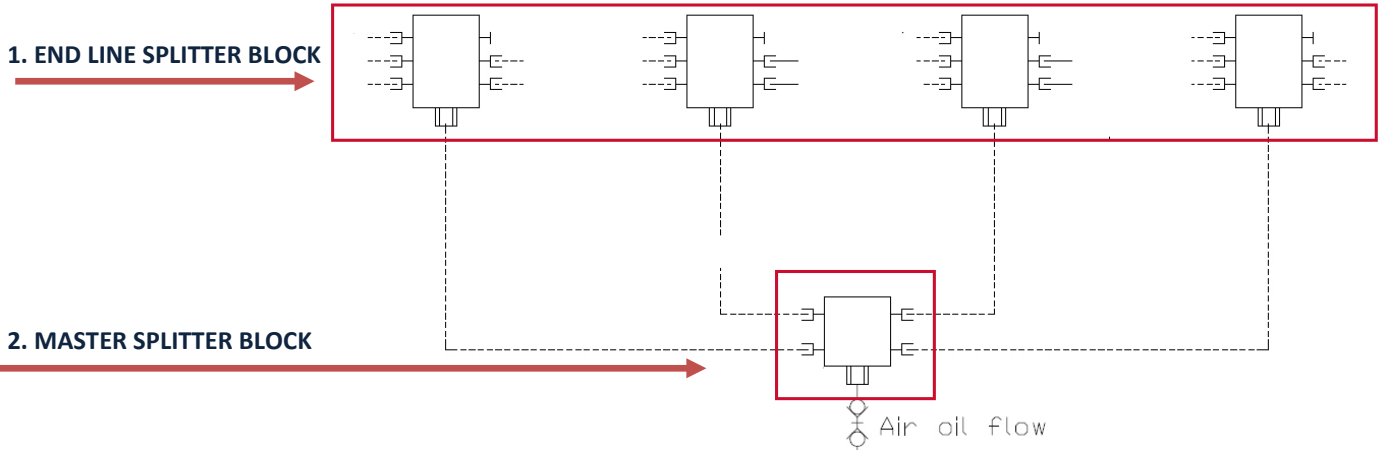 1. END LINE SPLITTER BLOCK
2. MASTER SPLITTER BLOCK
Air oil flow